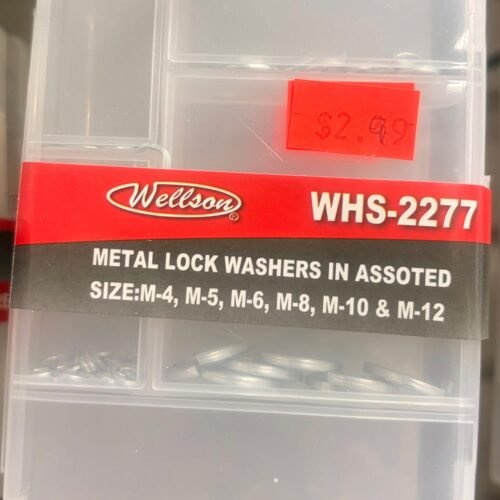 $2.99
Wellson®
WHS-2277
METAL LOCK WASHERS IN ASSOTED
SIZE:M-4, M-5, M-6, M-8, M-10 & M-12